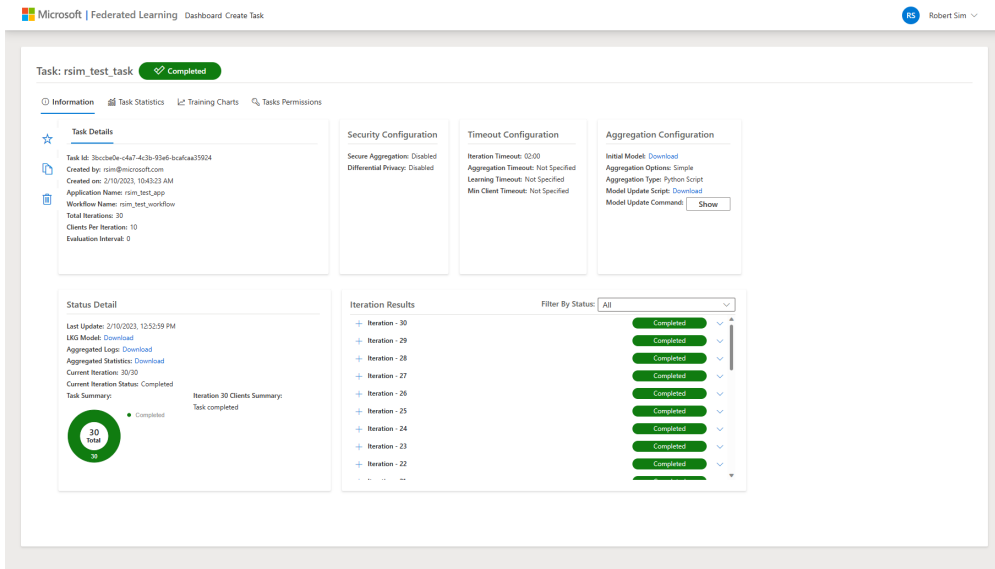 Microsoft | Federated Learning Dashboard Create Task
RS Robert Sim
Task: rsim_test_task Completed
Information Task Statistics Training Charts Tasks Permissions
Task Details
Task Id: 3bccbe0e-c4a7-4c3b-93e6-bcafcaa35924
Created by: rsim@microsoft.com
Created on: 2/10/2023, 10:43:23 AM
Application Name: rsim_test_app
Workflow Name: rsim_test_workflow
Total Iterations: 30
Clients Per Iteration: 10
Evaluation Interval: 0
Security Configuration
Secure Aggregation: Disabled
Differential Privacy: Disabled
Timeout Configuration
Iteration Timeout: 02:00
Aggregation Timeout: Not Specified
Learning Timeout: Not Specified
Min Client Timeout: Not Specified
Aggregation Configuration
Initial Model: Download
Aggregation Options: Simple
Aggregation Type: Python Script
Model Update Script: Download
Model Update Command: Show
Status Detail
Last Update: 2/10/2023, 12:52:59 PM
LKG Model: Download
Aggregated Logs: Download
Aggregated Statistics: Download
Current Iteration: 30/30
Current Iteration Status: Completed
Task Summary:
Completed
30
Total
30
Iteration 30 Clients Summary:
Task completed
Iteration Results Filter By Status: All
Iteration - 30 Completed
Iteration - 29 Completed
Iteration - 28 Completed
Iteration - 27 Completed
Iteration - 26 Completed
Iteration - 25 Completed
Iteration - 24 Completed
Iteration - 23 Completed
Iteration - 22 Completed